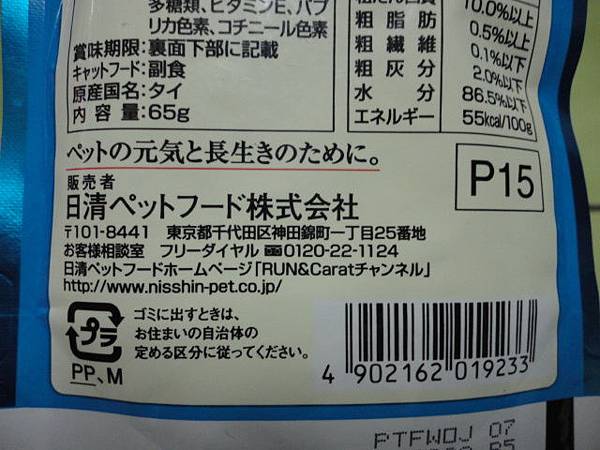 多糖類、ビタミンE、パプ
リカ色素、コチニール色素
賞味期限:裏面下部に記載
キャットフード:副食
原産国名:タイ
内容量:65g
10.0%以上
粗脂肪 0.5%以上
粗繊維 0.1%以下
粗灰分 2.0%以下
水分 86.5%以下
エネルギー 55kcal/100g
ペットの元気と長生きのために。
P15
販売者
日清ペットフード株式会社
〒101-8441 東京都千代田区神田錦町一丁目25番地
お客様相談室 フリーダイヤル 0120-22-1124
日清ペットフードホームページ「RUN&Caratチャンネル」
http://www.nisshin-pet.co.jp/
プラ
PP、M
ゴミに出すときは、
お住まいの自治体の
定める区分に従ってください。
4 902162 019233
PTFWOJ 07